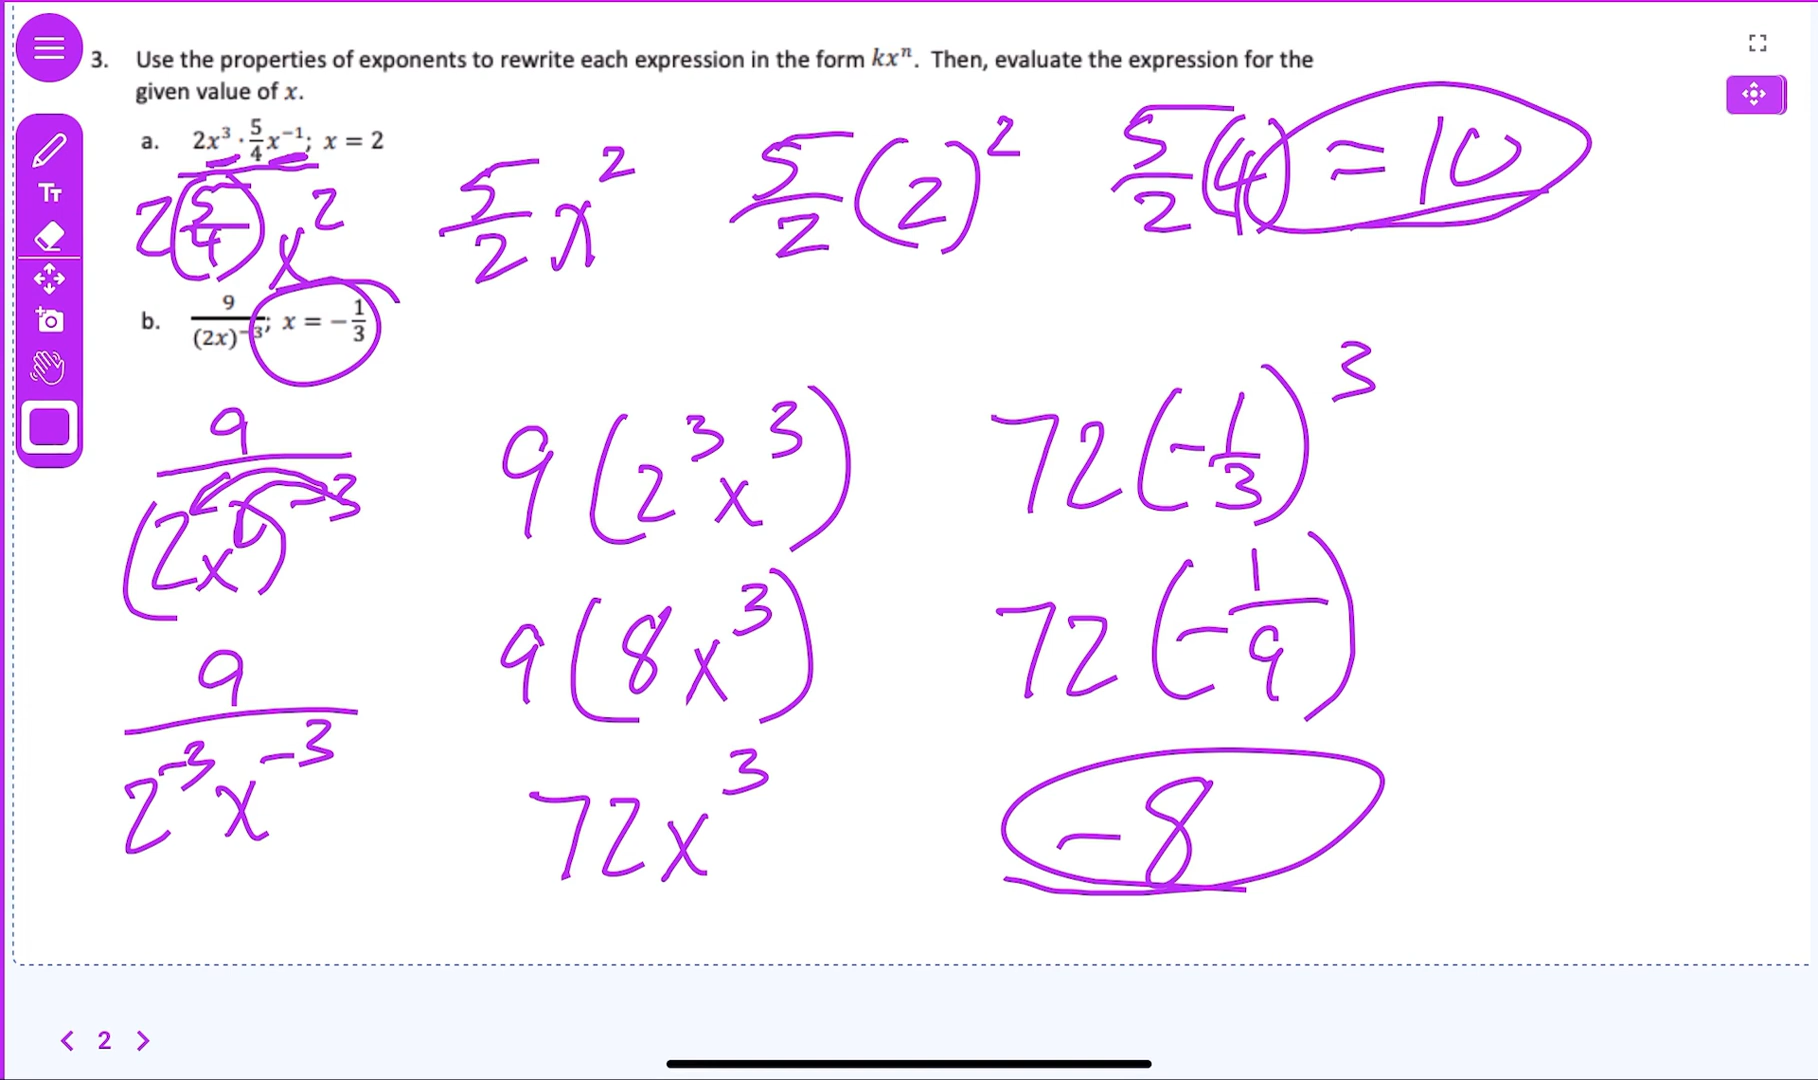 3. Use the properties of exponents to rewrite each expression in the form kxⁿ. Then, evaluate the expression for the
given value of x.
a. 2x³ · 5/4 x⁻¹; x = 2
2(5/4)x² 5/2 x² 5/2 (2)² 5/2 (4) = 10
b. 9/(2x)⁻³; x = -1/3
9/(2x)⁻³ 9(2³x³) 72(-1/3)³
9/2⁻³x⁻³ 9(8x³) 72(-1/9)
72x³ -8
TT
< 2 >